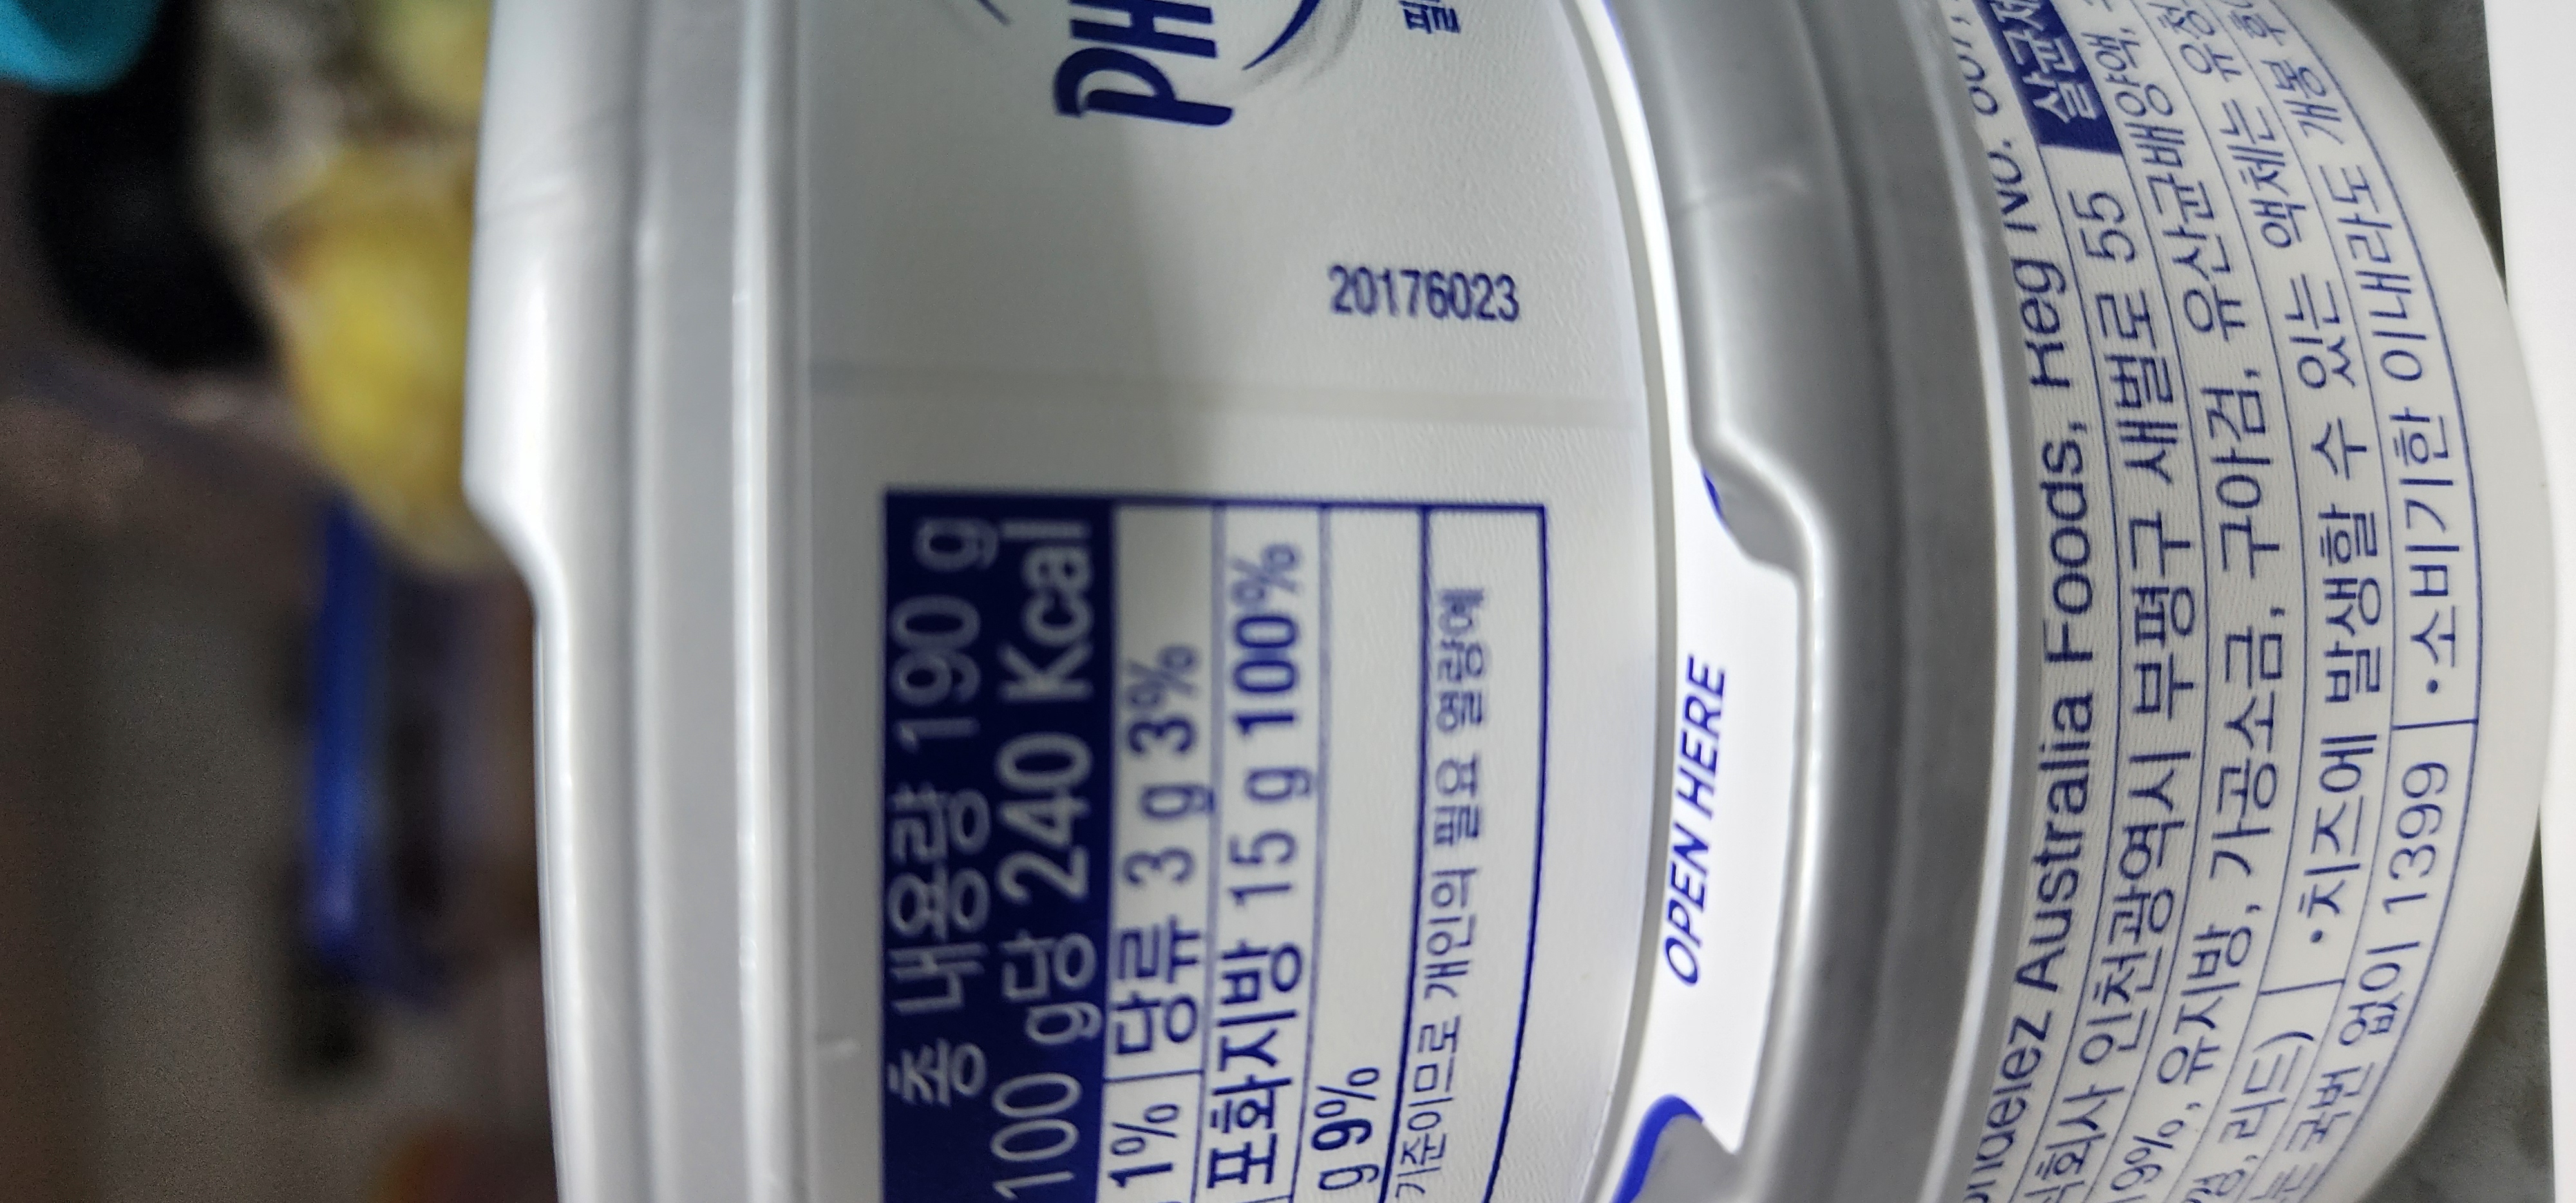 PH
필
20176023
총 내용량 190 g
100 g당 240 Kcal
1% 당류 3 g 3%
포화지방 15 g 100%
g 9%
기준이므로 개인의 필요 열량에
OPEN HERE
Australia Foods, Reg No.
인천광역시 부평구 새벌로 55 살균
유지방, 가공소금, 구아검, 유산균배양액,
리드) •치즈에 발생할 수 있는 액체는 유청
국번 없이 1399 •소비기한 이내라도 개봉